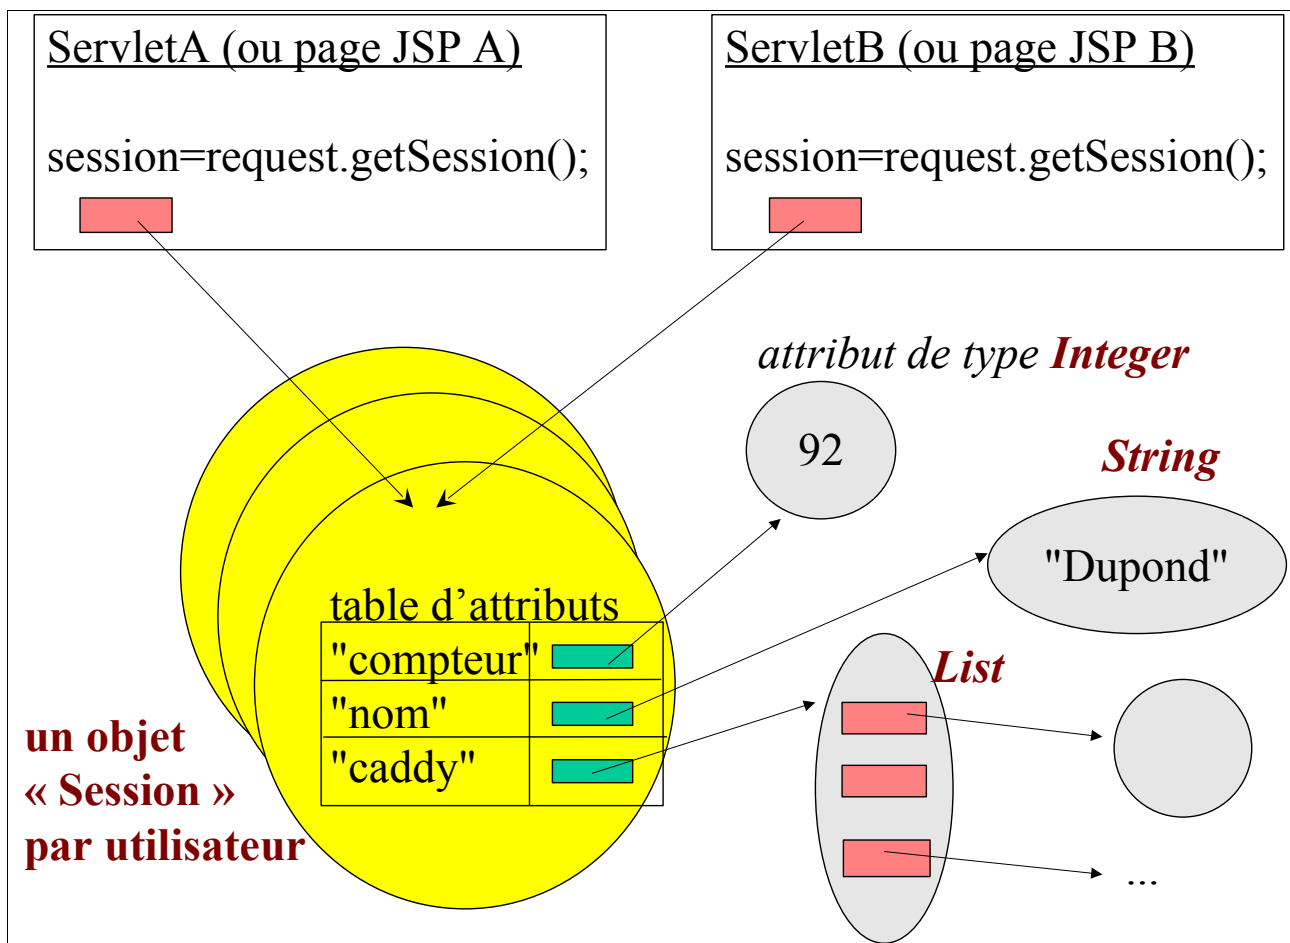 ServletA (ou page JSP A)
session=request.getSession();
ServletB (ou page JSP B)
session=request.getSession();
attribut de type Integer
92
String
"Dupond"
table d’attributs
"compteur"
"nom"
"caddy"
List
...
un objet
« Session »
par utilisateur